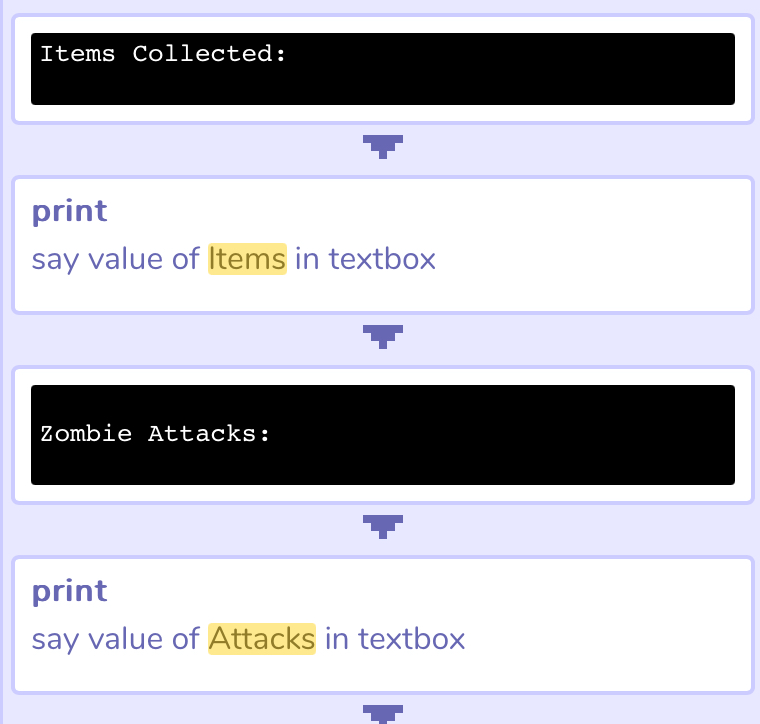 Items Collected:
print
say value of Items in textbox
Zombie Attacks:
print
say value of Attacks in textbox